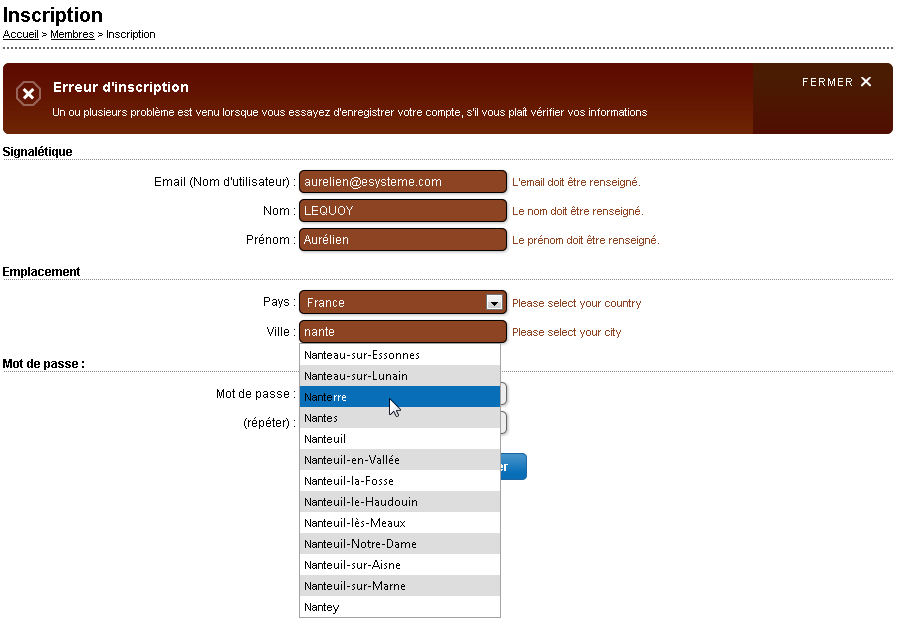 Inscription
Accueil > Membres > Inscription
Erreur d'inscription
FERMER
Un ou plusieurs problème est venu lorsque vous essayez d'enregistrer votre compte, s'il vous plaît vérifier vos informations
Signalétique
Email (Nom d'utilisateur) : aurelien@esysteme.com L'email doit être renseigné.
Nom : LEQUOY Le nom doit être renseigné.
Prénom : Aurélien Le prénom doit être renseigné.
Emplacement
Pays : France Please select your country
Ville : nante Please select your city
Nanteau-sur-Essonnes
Mot de passe :
Nanteau-sur-Lunain
Mot de passe : Nanterre
(répéter) : Nantes
Nanteuil
Nanteuil-en-Vallée
er
Nanteuil-la-Fosse
Nanteuil-le-Haudouin
Nanteuil-lès-Meaux
Nanteuil-Notre-Dame
Nanteuil-sur-Aisne
Nanteuil-sur-Marne
Nantey